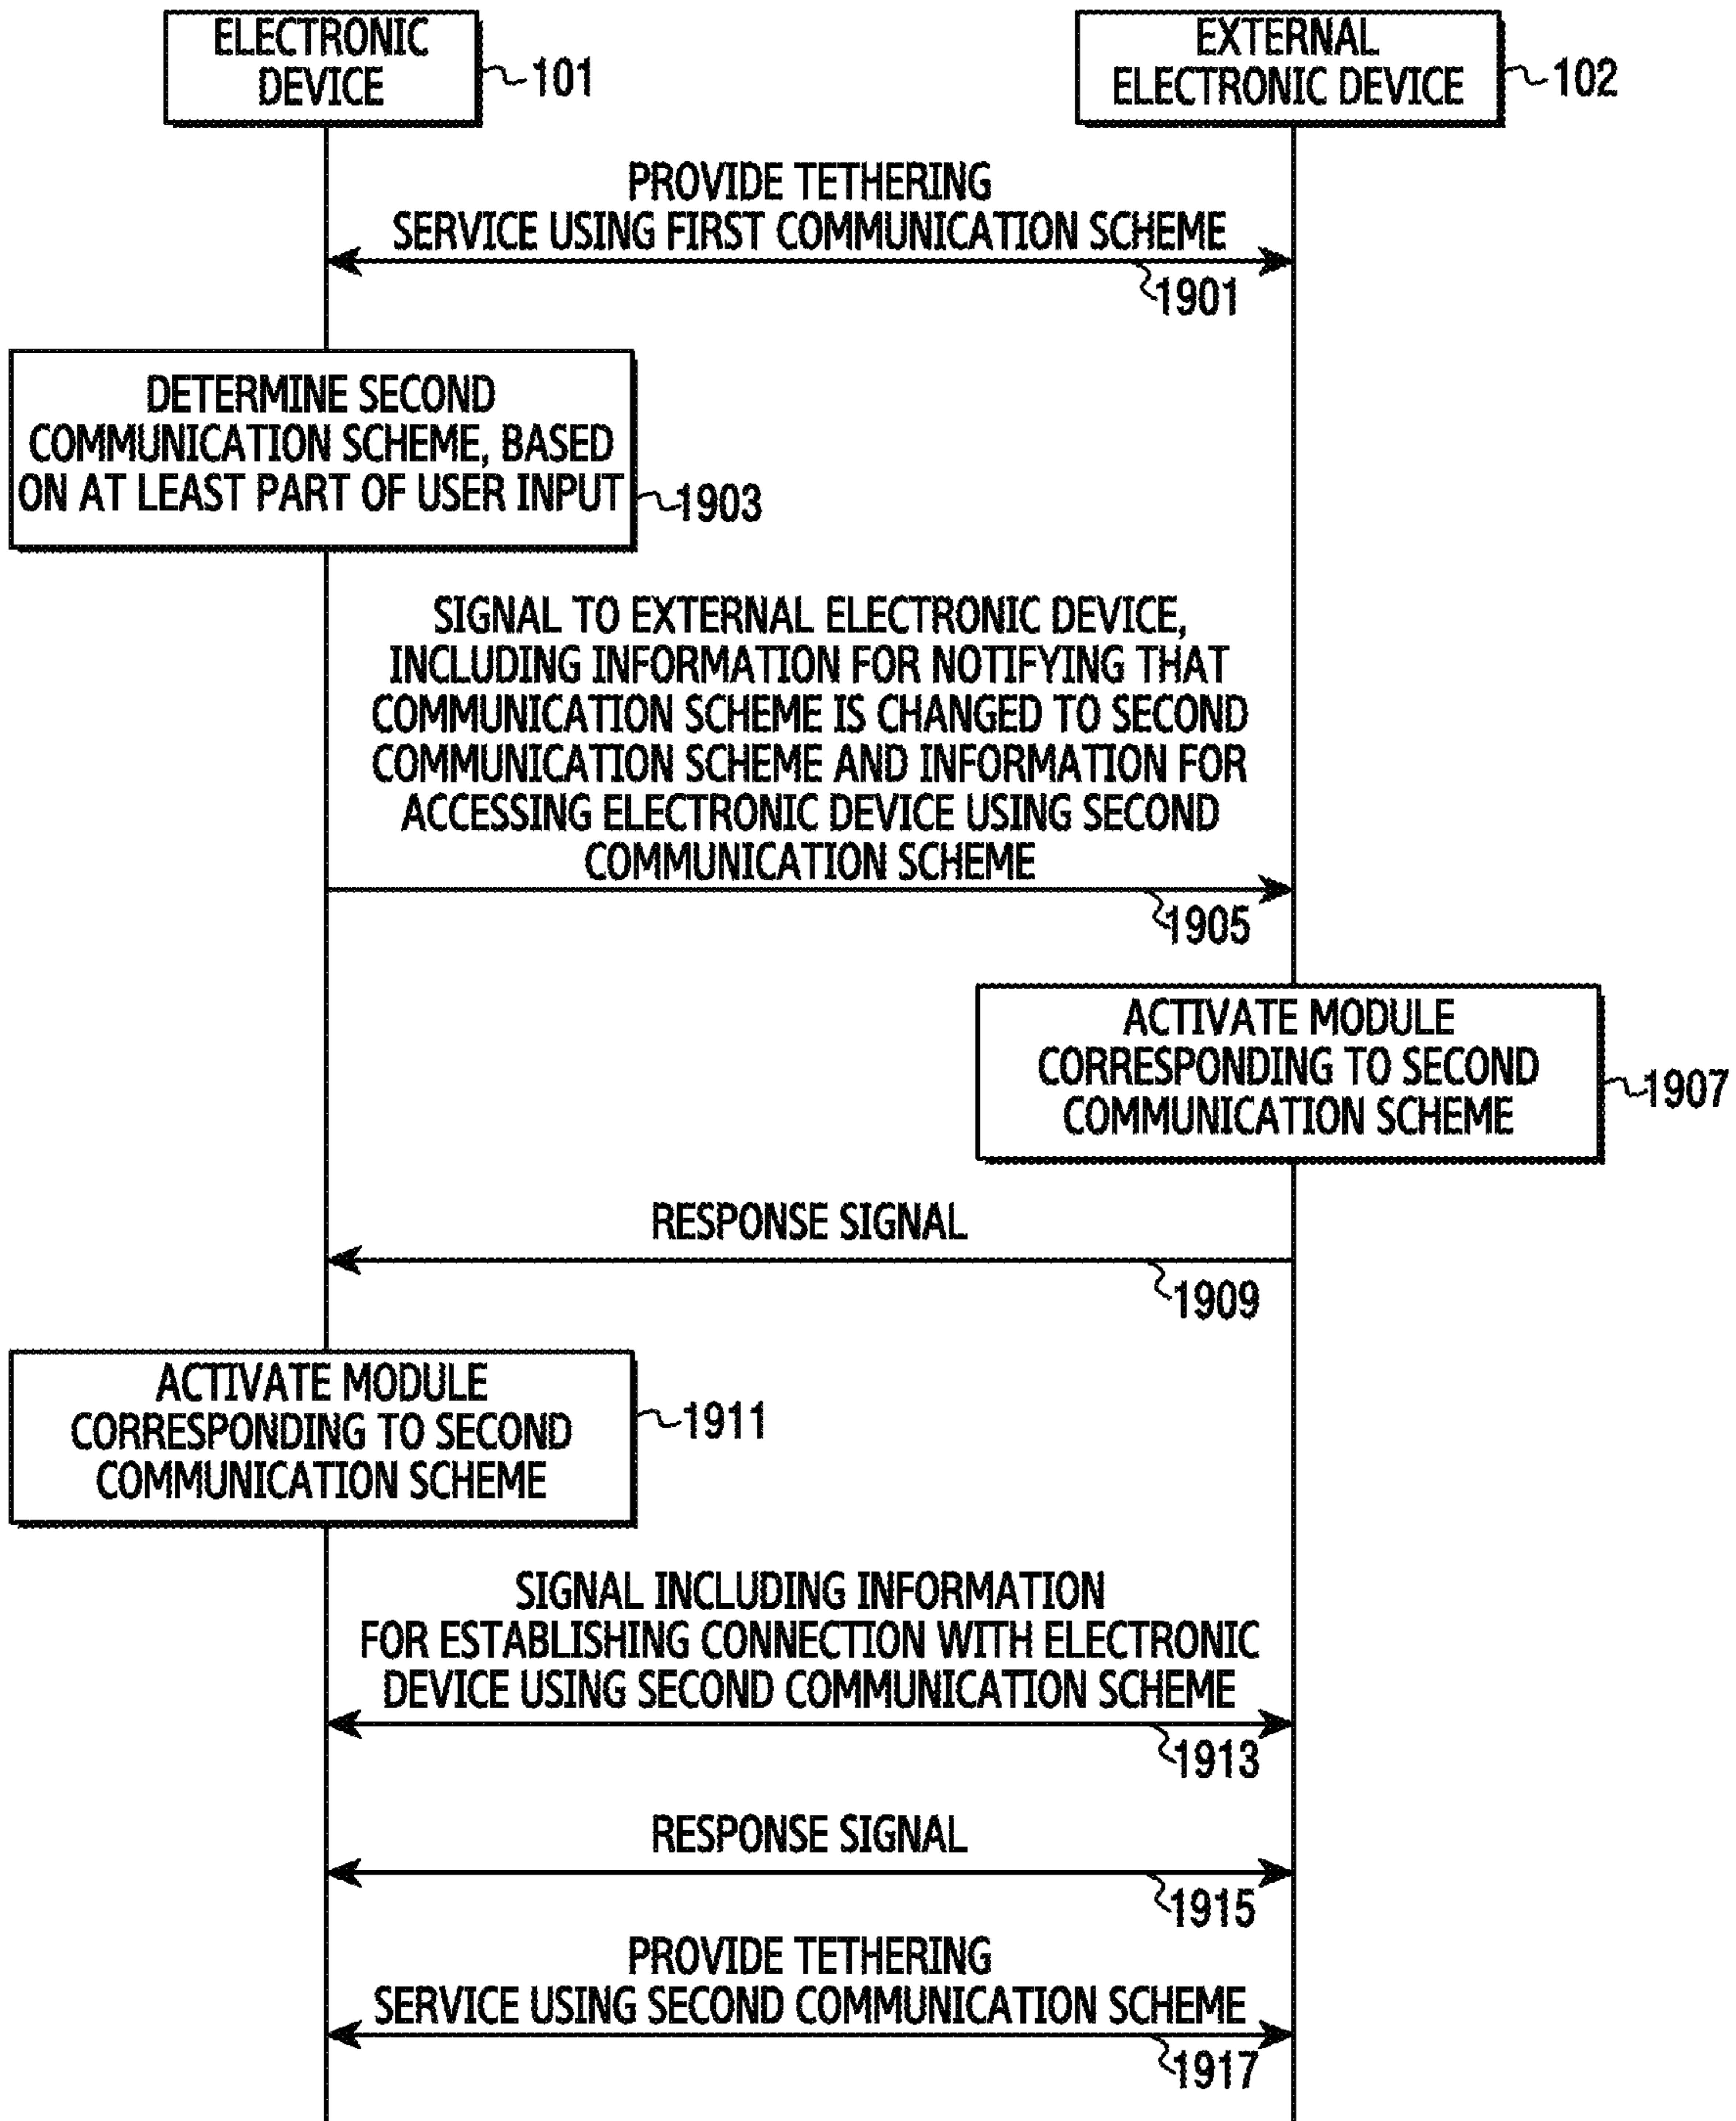 ELECTRONIC
DEVICE
101
EXTERNAL
ELECTRONIC DEVICE
102
PROVIDE TETHERING
SERVICE USING FIRST COMMUNICATION SCHEME
1901
DETERMINE SECOND
COMMUNICATION SCHEME, BASED
ON AT LEAST PART OF USER INPUT
1903
SIGNAL TO EXTERNAL ELECTRONIC DEVICE,
INCLUDING INFORMATION FOR NOTIFYING THAT
COMMUNICATION SCHEME IS CHANGED TO SECOND
COMMUNICATION SCHEME AND INFORMATION FOR
ACCESSING ELECTRONIC DEVICE USING SECOND
COMMUNICATION SCHEME
1905
ACTIVATE MODULE
CORRESPONDING TO SECOND
COMMUNICATION SCHEME
1907
RESPONSE SIGNAL
1909
ACTIVATE MODULE
CORRESPONDING TO SECOND
COMMUNICATION SCHEME
1911
SIGNAL INCLUDING INFORMATION
FOR ESTABLISHING CONNECTION WITH ELECTRONIC
DEVICE USING SECOND COMMUNICATION SCHEME
1913
RESPONSE SIGNAL
1915
PROVIDE TETHERING
SERVICE USING SECOND COMMUNICATION SCHEME
1917